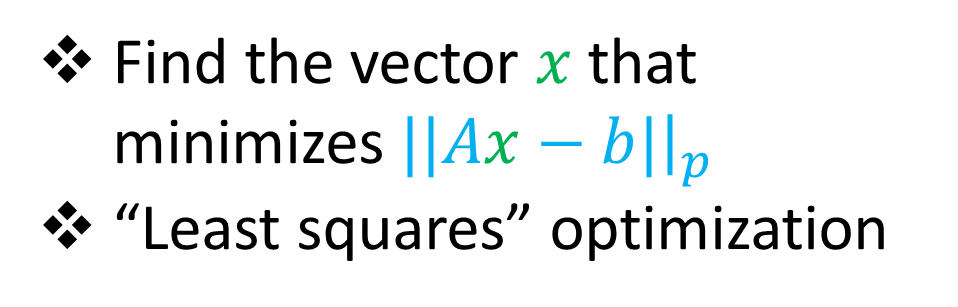 ❖ Find the vector x that
minimizes ||Ax − b||ₚ
❖ “Least squares” optimization